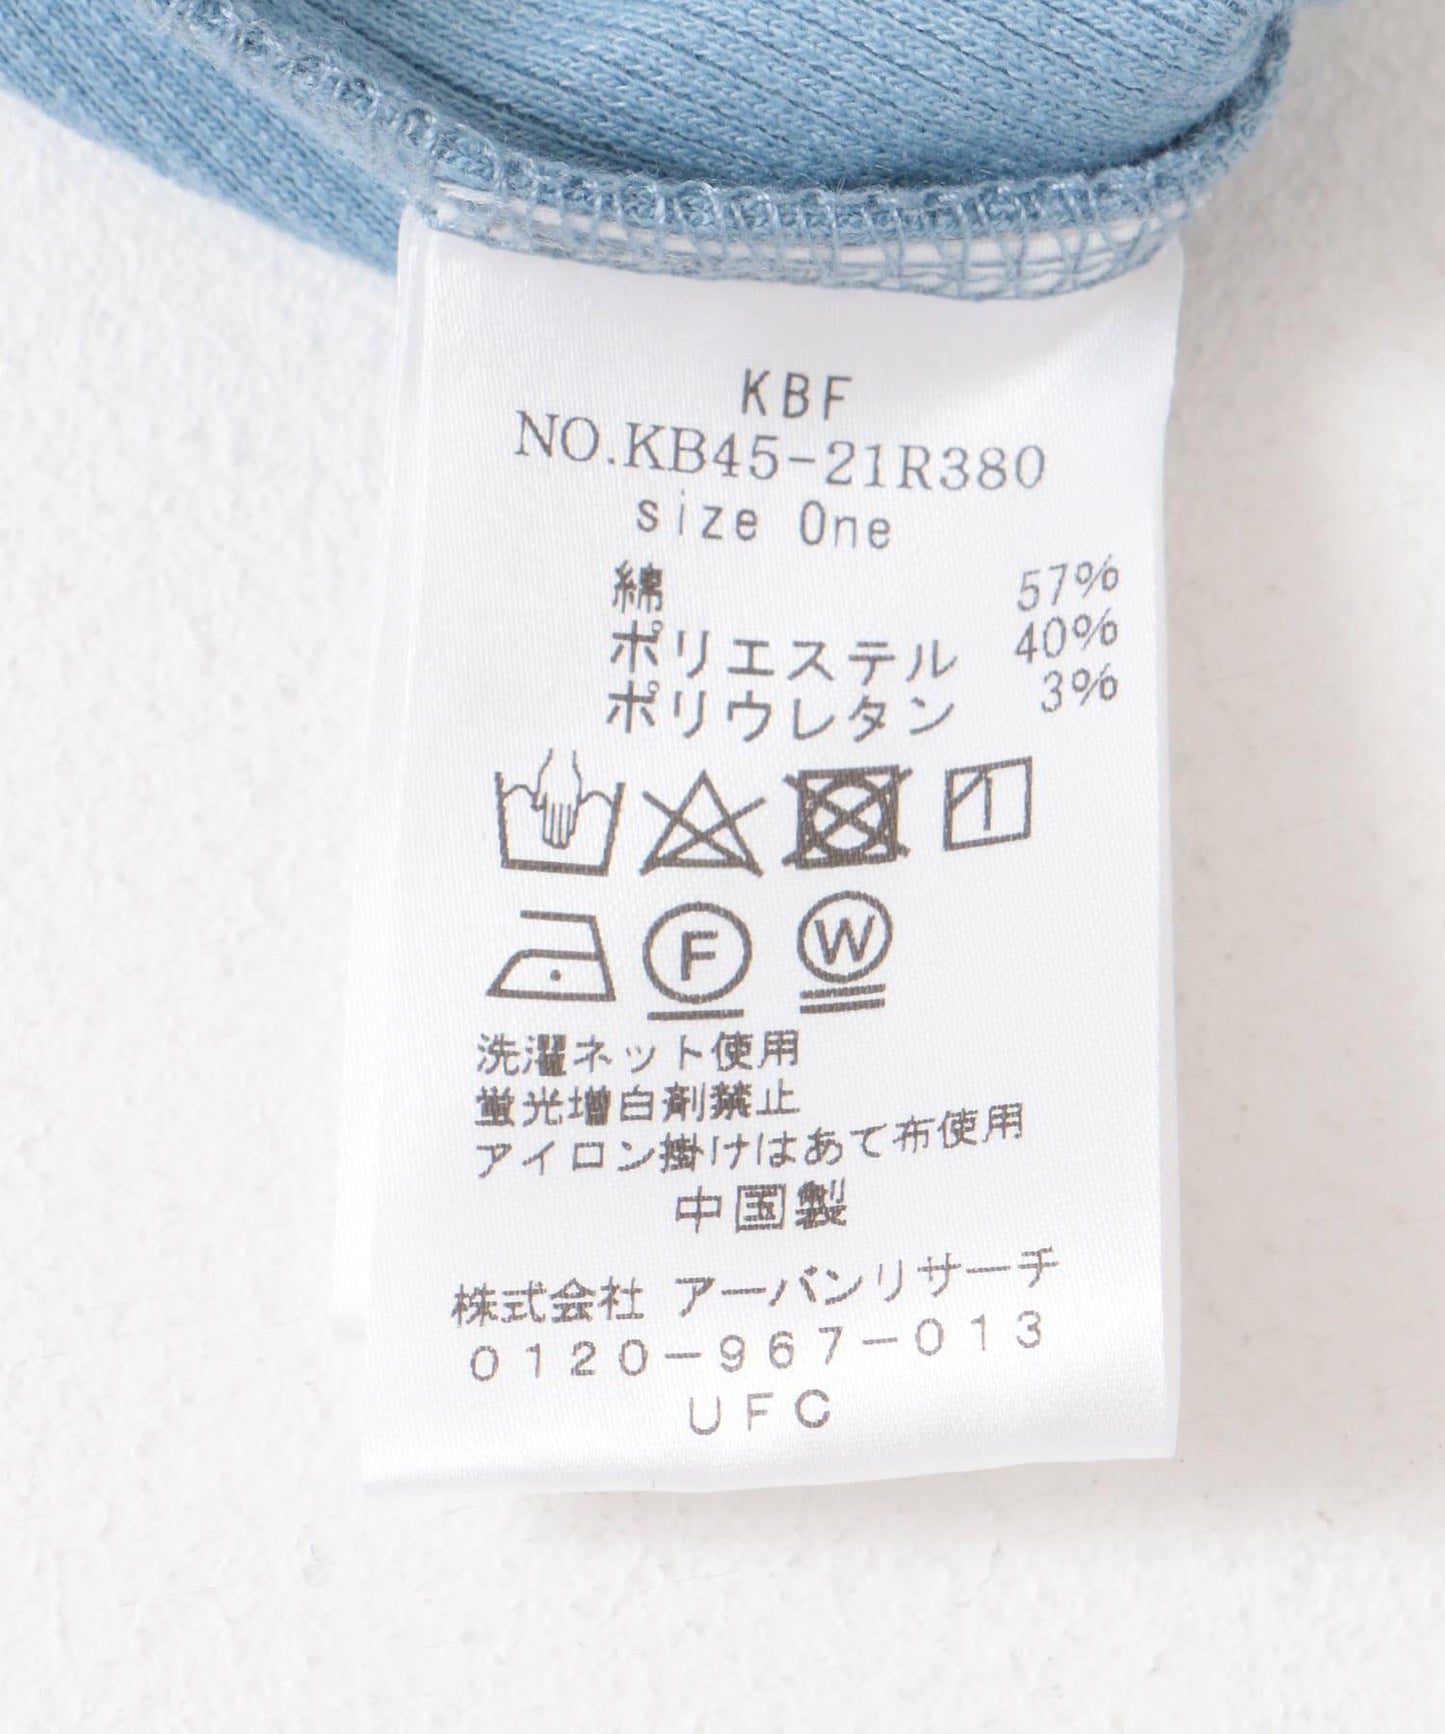 KBF
NO.KB45-21R380
size One
綿 57%
ポリエステル 40%
ポリウレタン 3%
F W
洗濯ネット使用
蛍光増白剤禁止
アイロン掛けはあて布使用
中国製
株式会社 アーバンリサーチ
0120-967-013
UFC